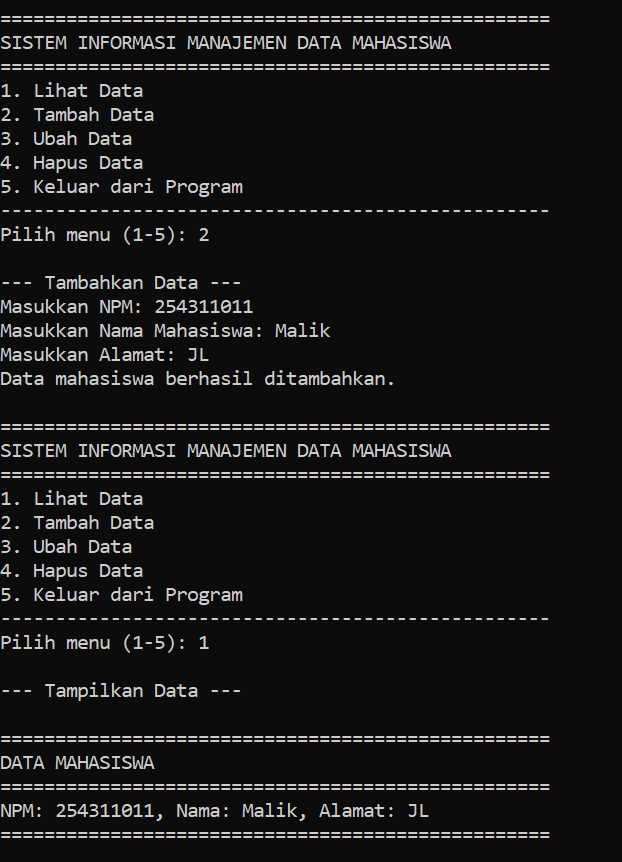 ==================================================
SISTEM INFORMASI MANAJEMEN DATA MAHASISWA
==================================================
1. Lihat Data
2. Tambah Data
3. Ubah Data
4. Hapus Data
5. Keluar dari Program
--------------------------------------------------
Pilih menu (1-5): 2
--- Tambahkan Data ---
Masukkan NPM: 254311011
Masukkan Nama Mahasiswa: Malik
Masukkan Alamat: JL
Data mahasiswa berhasil ditambahkan.
==================================================
SISTEM INFORMASI MANAJEMEN DATA MAHASISWA
==================================================
1. Lihat Data
2. Tambah Data
3. Ubah Data
4. Hapus Data
5. Keluar dari Program
--------------------------------------------------
Pilih menu (1-5): 1
--- Tampilkan Data ---
==================================================
DATA MAHASISWA
==================================================
NPM: 254311011, Nama: Malik, Alamat: JL
==================================================